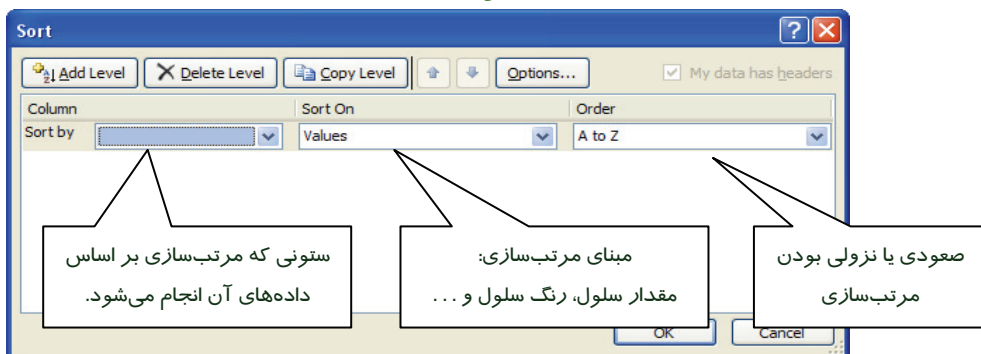 Sort
Add Level Delete Level Copy Level Options... My data has headers
Column Sort On Order
Sort by Values A to Z
ستونی که مرتب‌سازی بر اساس
داده‌های آن انجام می‌شود.
مبنای مرتب‌سازی:
مقدار سلول، رنگ سلول و ...
صعودی یا نزولی بودن
مرتب‌سازی
OK Cancel